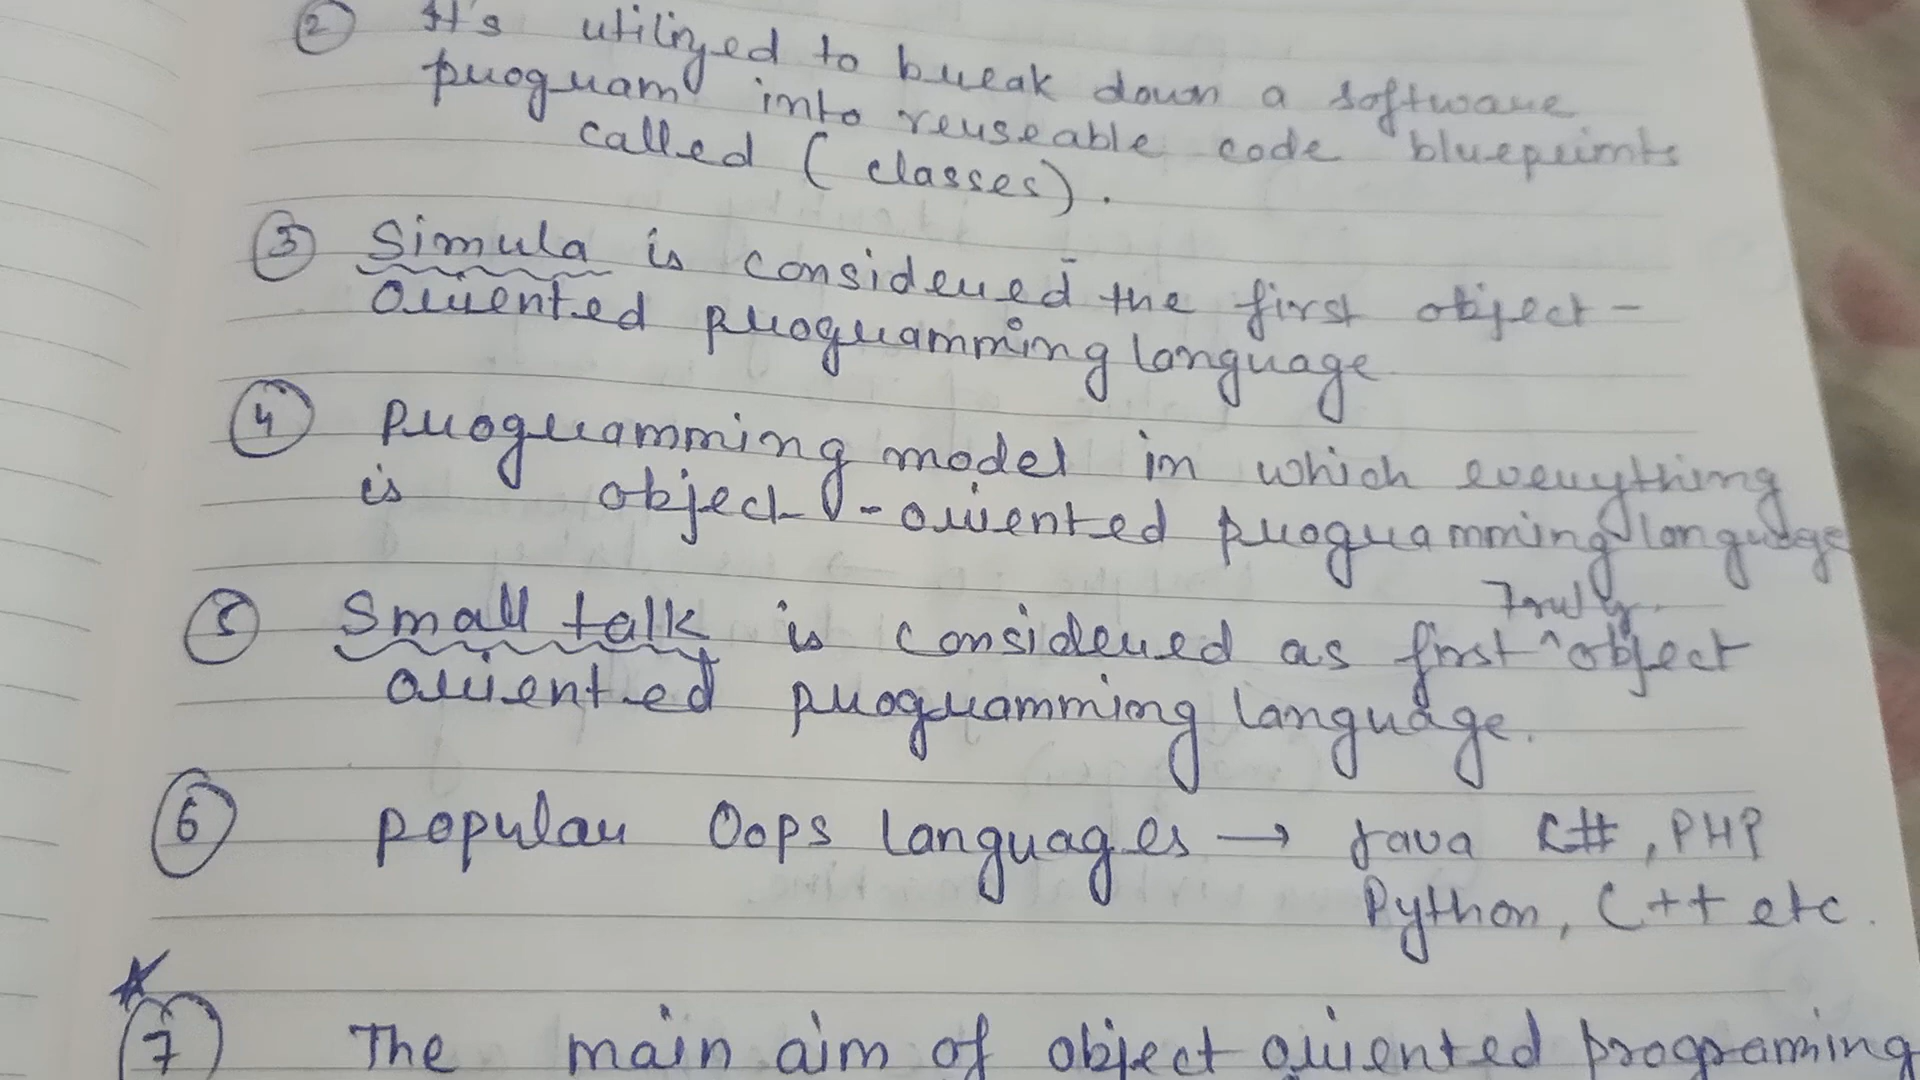 ② It's utilized to break down a software
program into reuseable code blueprints
called (classes).
③ Simula is considered the first object-
oriented programming language
④ Programming model in which everything
is object-oriented programming language
⑤ Small talk is considered as first ^ object
Truly
oriented programming language.
⑥ Popular Oops languages → Java C#, PHP
Python, C++ etc.
⑦ The main aim of object oriented programing